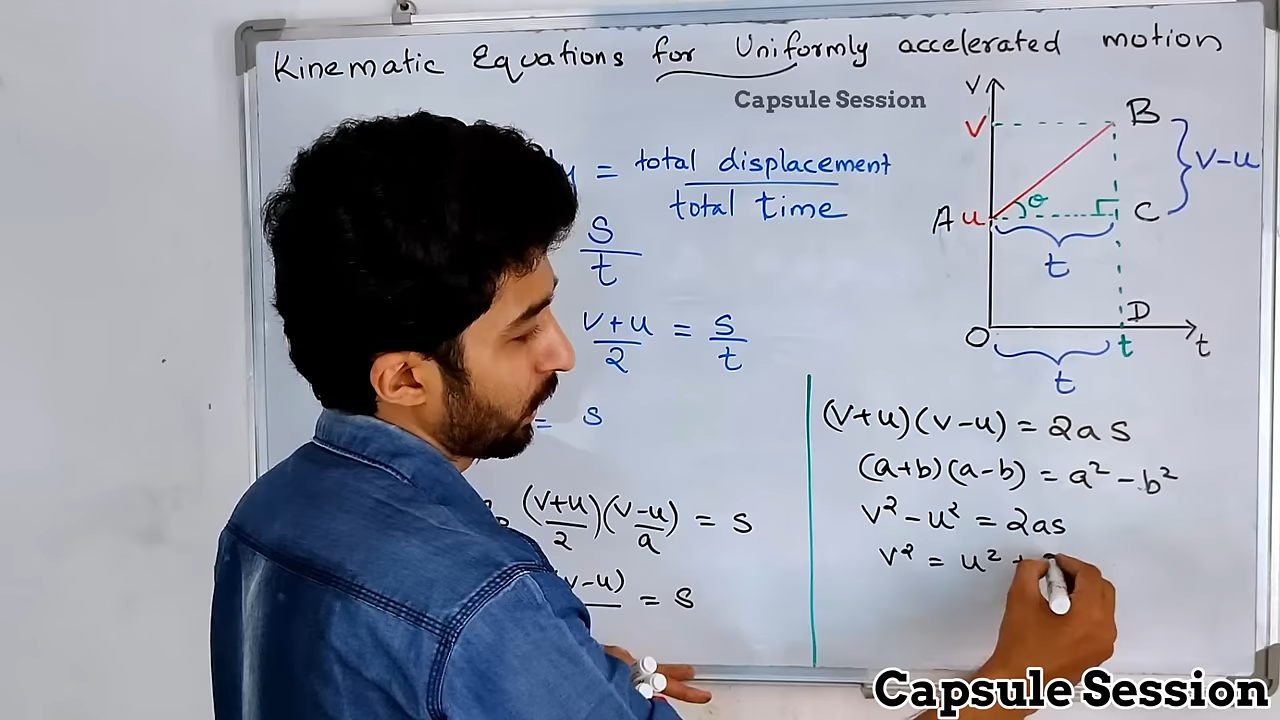 Kinematic Equations for Uniformly accelerated motion
Capsule Session
= total displacement / total time
S/t
(v+u)/2 = s/t
= s
(v+u)/2 (v-u)/a = s
v-u) = s
V
V B
v-u
A u θ C
t
D
O t t
t
(v+u)(v-u) = 2as
(a+b)(a-b) = a² - b²
v² - u² = 2as
v² = u² +
Capsule Session